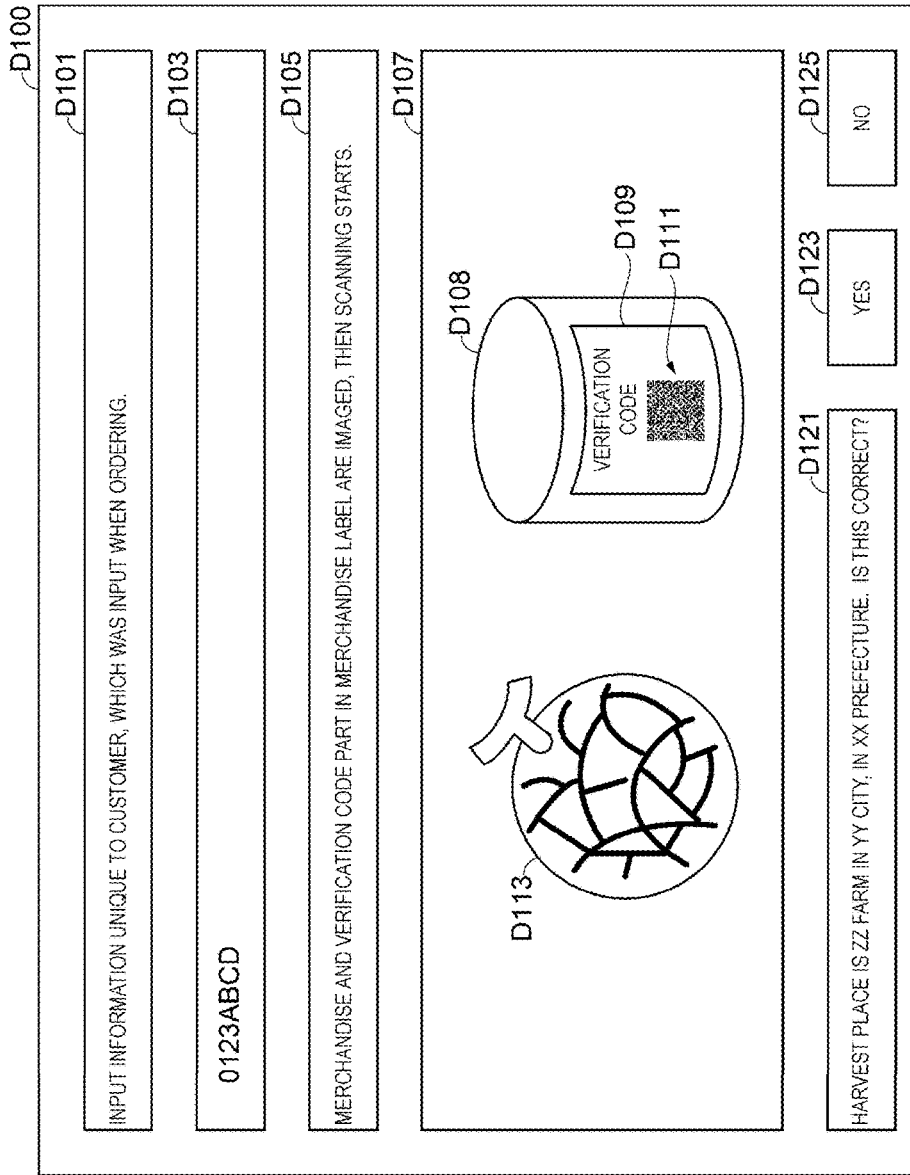 D100
D101
INPUT INFORMATION UNIQUE TO CUSTOMER, WHICH WAS INPUT WHEN ORDERING.
D103
0123ABCD
D105
MERCHANDISE AND VERIFICATION CODE PART IN MERCHANDISE LABEL ARE IMAGED, THEN SCANNING STARTS.
D107
D113
D108
VERIFICATION
CODE
D109
D111
D121
HARVEST PLACE IS ZZ FARM IN YY CITY, IN XX PREFECTURE. IS THIS CORRECT?
D123
YES
D125
NO